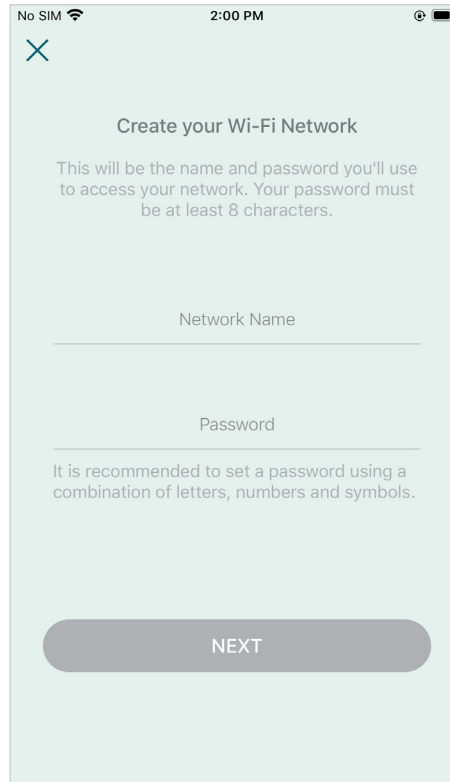 No SIM 2:00 PM
Create your Wi-Fi Network
This will be the name and password you'll use
to access your network. Your password must
be at least 8 characters.
Network Name
Password
It is recommended to set a password using a
combination of letters, numbers and symbols.
NEXT